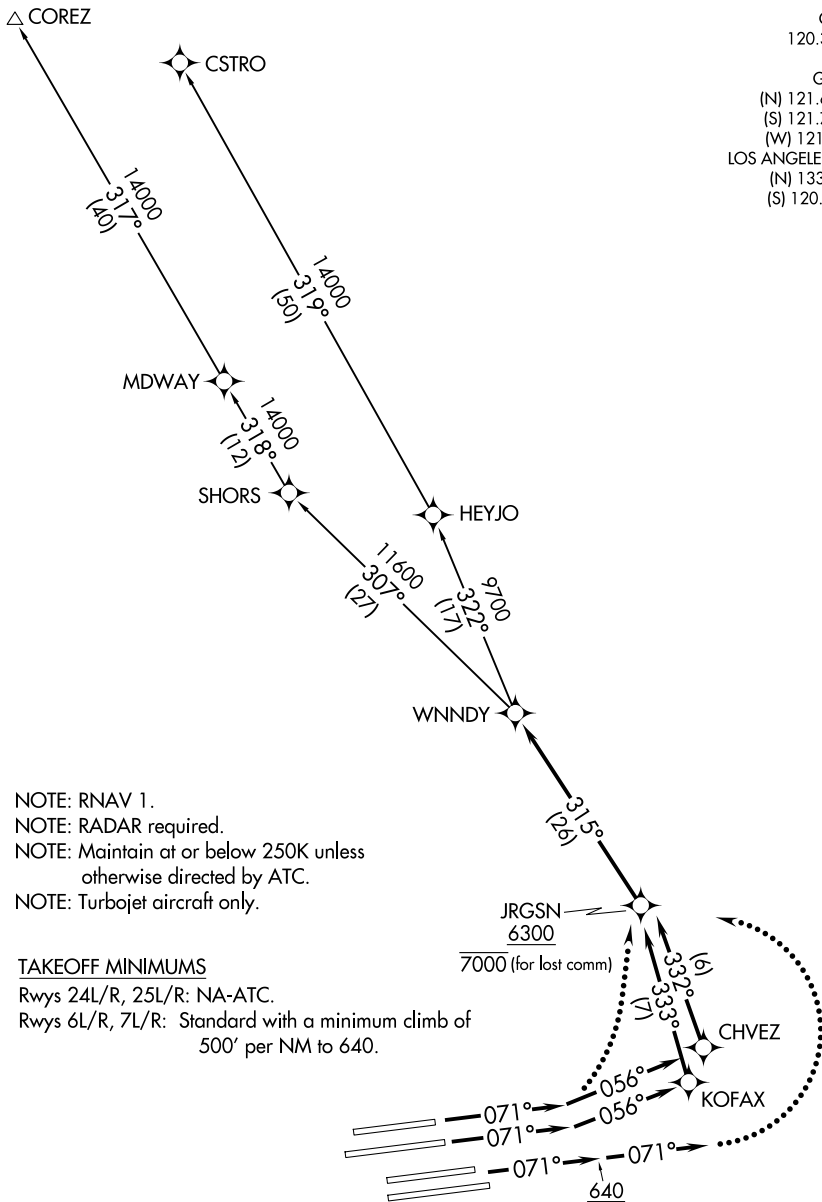 COREZ
CSTRO
120.3
(N) 121.
(S) 121.
(W) 121
LOS ANGELE
(N) 133
(S) 120.
14000
317°
(40)
14000
319°
(50)
MDWAY
14000
318°
(12)
SHORS
HEYJO
11600
307°
(27)
9700
322°
(17)
WNNDY
315°
(26)
NOTE: RNAV 1.
NOTE: RADAR required.
NOTE: Maintain at or below 250K unless
otherwise directed by ATC.
NOTE: Turbojet aircraft only.
JRGSN
6300
7000 (for lost comm)
332°
(6)
333°
(7)
TAKEOFF MINIMUMS
Rwys 24L/R, 25L/R: NA-ATC.
Rwys 6L/R, 7L/R: Standard with a minimum climb of
500' per NM to 640.
CHVEZ
KOFAX
071°
056°
071°
056°
071°
071°
640